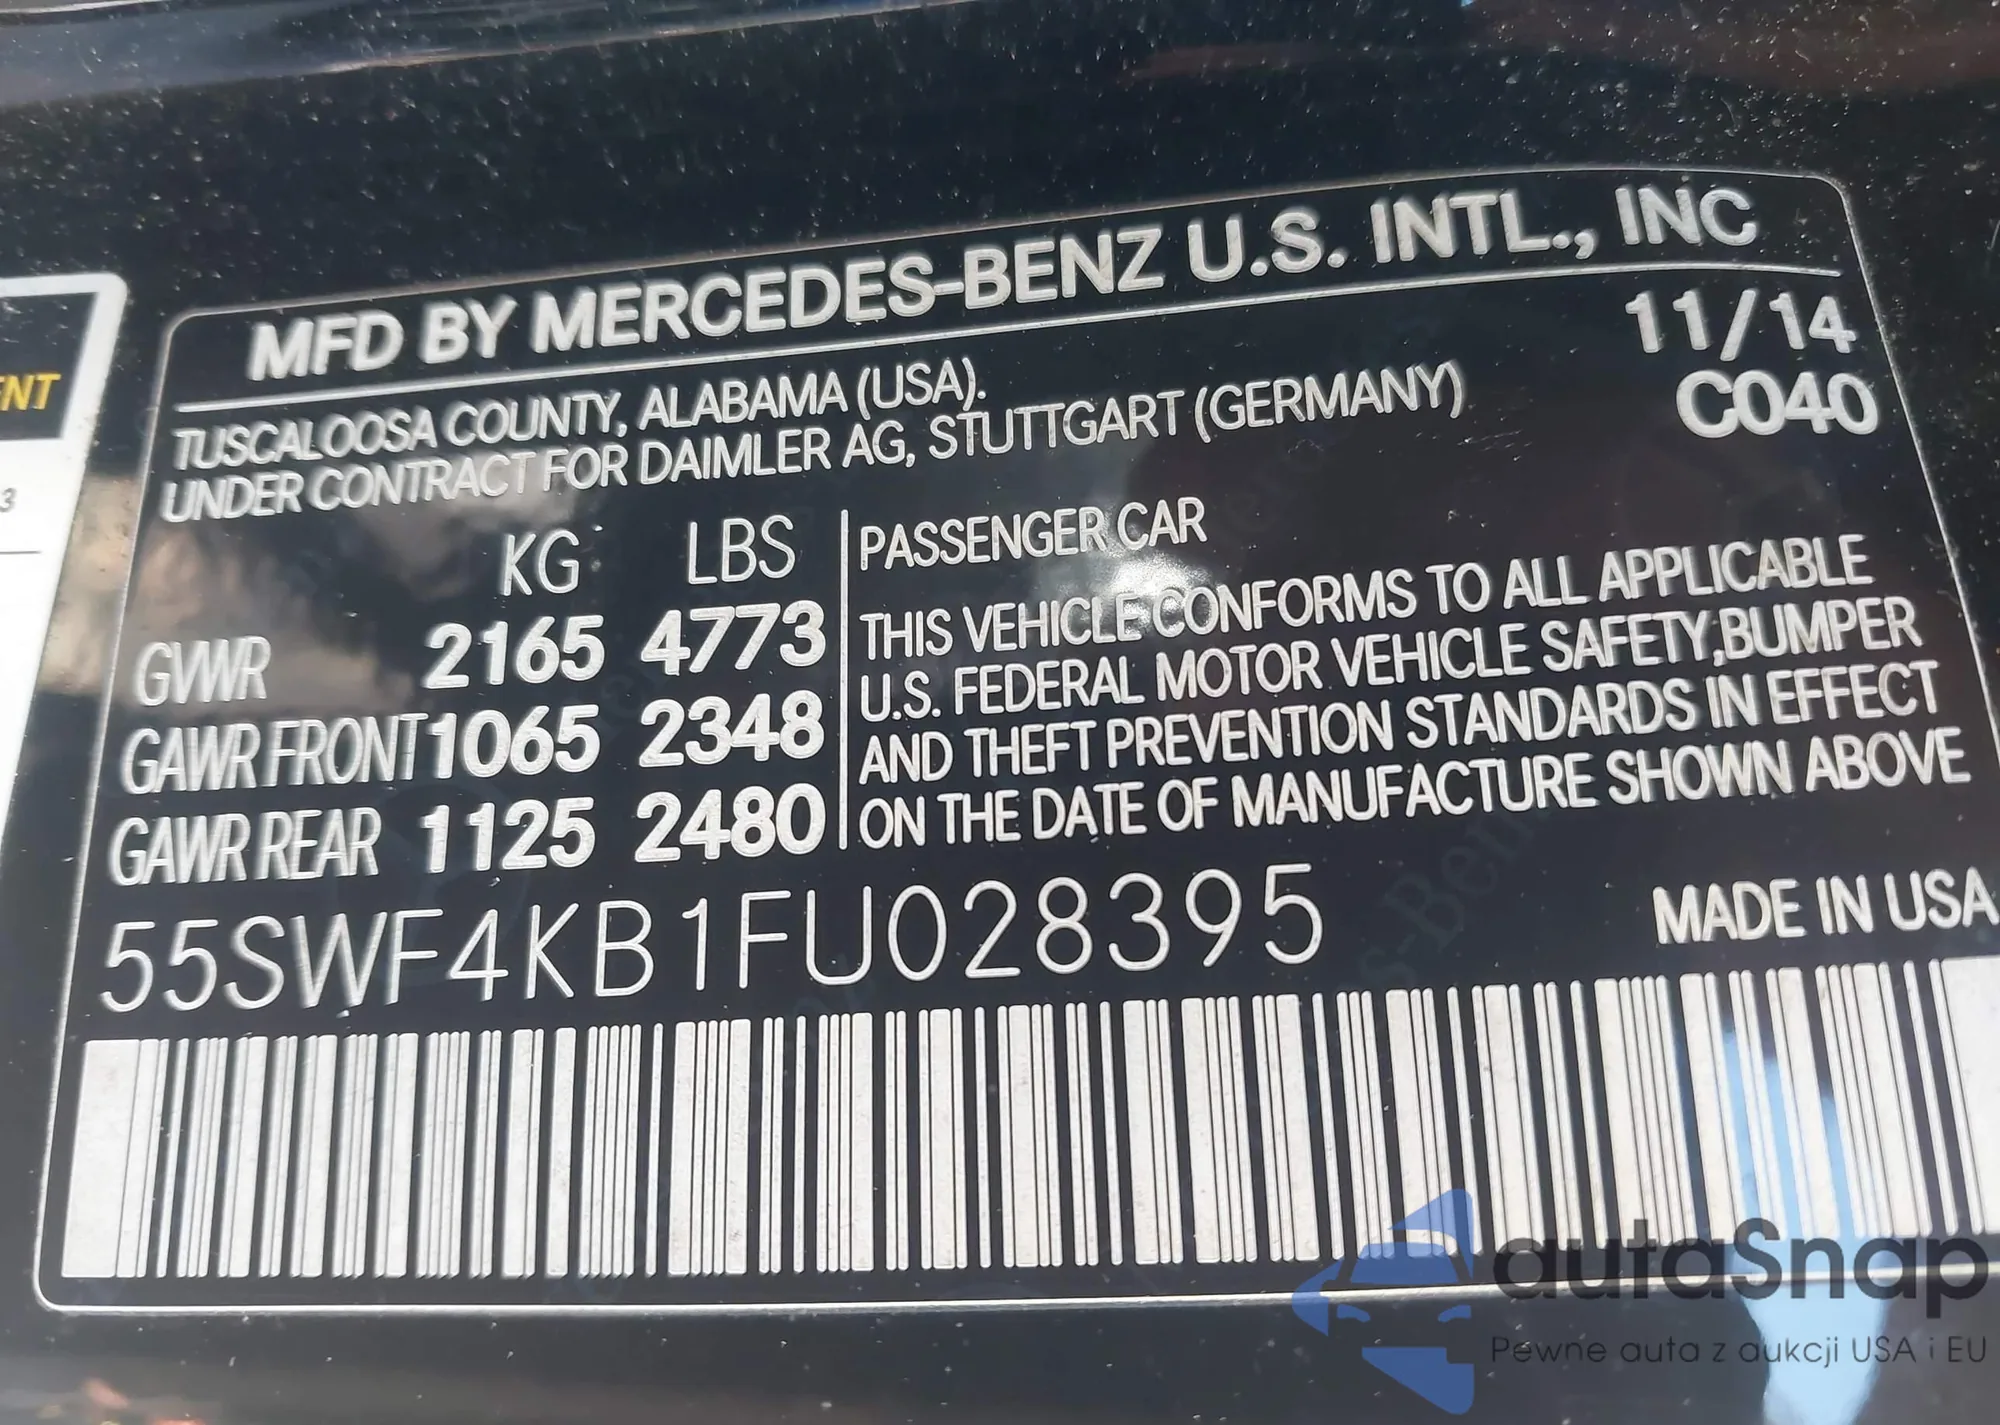 MFD BY MERCEDES-BENZ U.S. INTL., INC
TUSCALOOSA COUNTY, ALABAMA (USA).
UNDER CONTRACT FOR DAIMLER AG, STUTTGART (GERMANY)
11/14
C040
KG LBS
GVWR 2165 4773
GAWR FRONT 1065 2348
GAWR REAR 1125 2480
PASSENGER CAR
THIS VEHICLE CONFORMS TO ALL APPLICABLE
U.S. FEDERAL MOTOR VEHICLE SAFETY,BUMPER
AND THEFT PREVENTION STANDARDS IN EFFECT
ON THE DATE OF MANUFACTURE SHOWN ABOVE
55SWF4KB1FU028395
MADE IN USA
autaSnap
Pewne auta z aukcji USA i EU